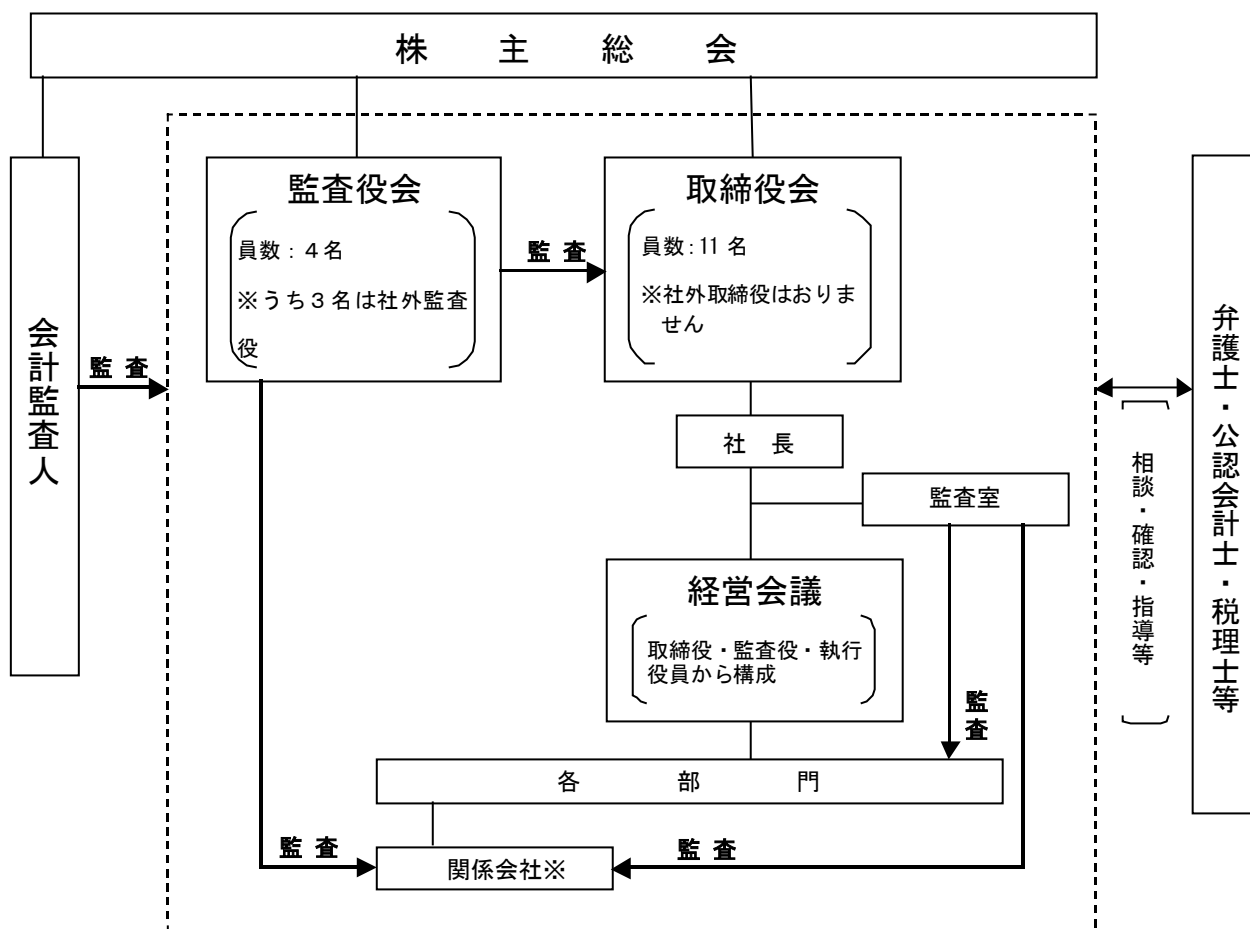 株主総会
監査役会
員数：４名
※うち３名は社外監査
役
監査
取締役会
員数：11 名
※社外取締役はおりま
せん
会計監査人
監査
社長
監査室
経営会議
取締役・監査役・執行
役員から構成
監査
各部門
監査
関係会社※
監査
相談・確認・指導等
弁護士・公認会計士・税理士等